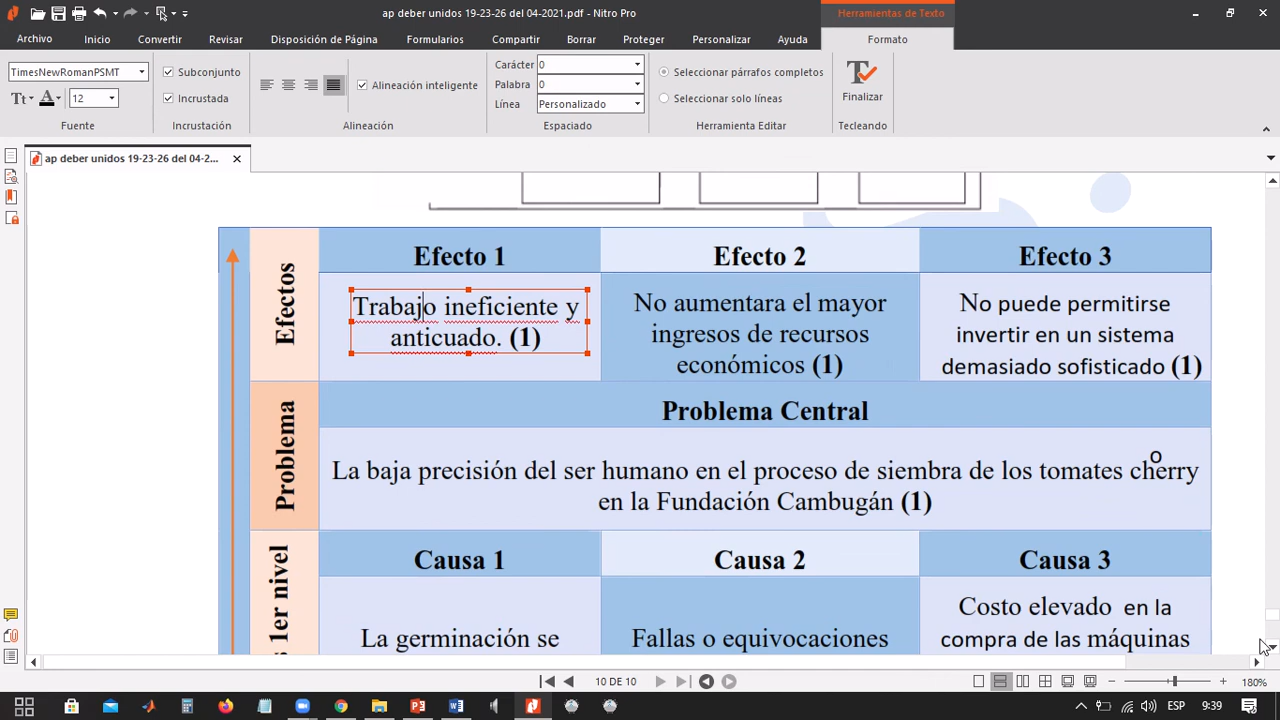 ap deber unidos 19-23-26 del 04-2021.pdf - Nitro Pro
Herramientas de Texto
Archivo Inicio Convertir Revisar Disposición de Página Formularios Compartir Borrar Proteger Personalizar Ayuda Formato
TimesNewRomanPSMT
Subconjunto
Alineación inteligente
Carácter 0
Seleccionar párrafos completos
Tt A 12
Incrustada
Palabra 0
Seleccionar solo líneas
Finalizar
Línea Personalizado
Fuente Incrustación Alineación Espaciado Herramienta Editar Tecleando
ap deber unidos 19-23-26 del 04-2...
Efectos
Efecto 1 Efecto 2 Efecto 3
Trabajo ineficiente y
anticuado. (1)
No aumentara el mayor
ingresos de recursos
económicos (1)
No puede permitirse
invertir en un sistema
demasiado sofisticado (1)
Problema
Problema Central
o
La baja precisión del ser humano en el proceso de siembra de los tomates cherry
en la Fundación Cambugán (1)
s 1er nivel
Causa 1 Causa 2 Causa 3
La germinación se
Fallas o equivocaciones
Costo elevado en la
compra de las máquinas
10 DE 10
180%
ESP 9:39